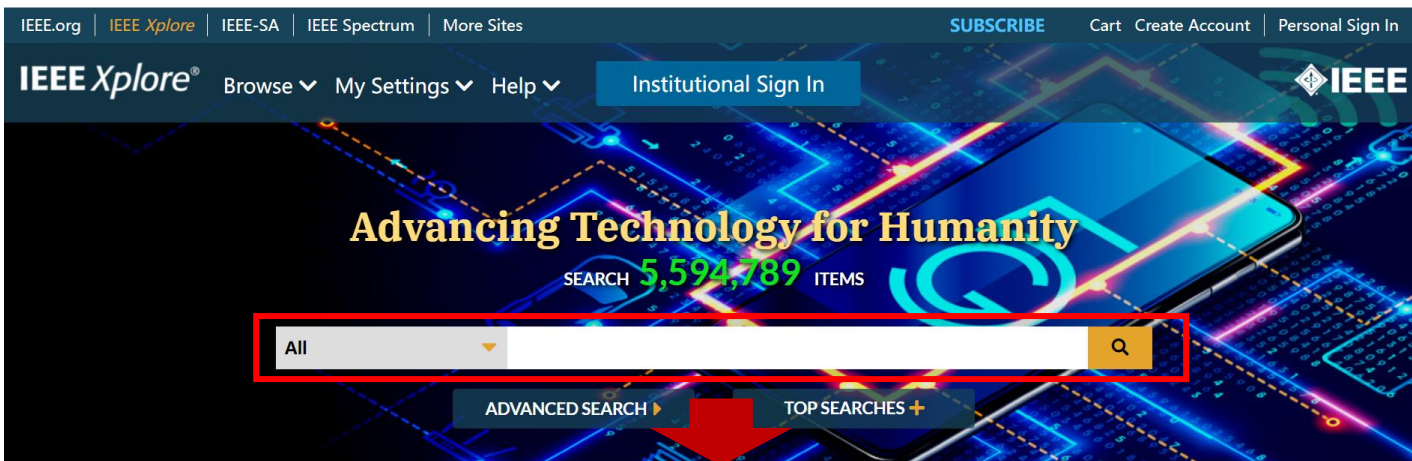 IEEE.org | IEEE Xplore | IEEE-SA | IEEE Spectrum | More Sites SUBSCRIBE Cart Create Account | Personal Sign In
IEEE Xplore® Browse My Settings Help Institutional Sign In IEEE
Advancing Technology for Humanity
SEARCH 5,594,789 ITEMS
All
ADVANCED SEARCH TOP SEARCHES +